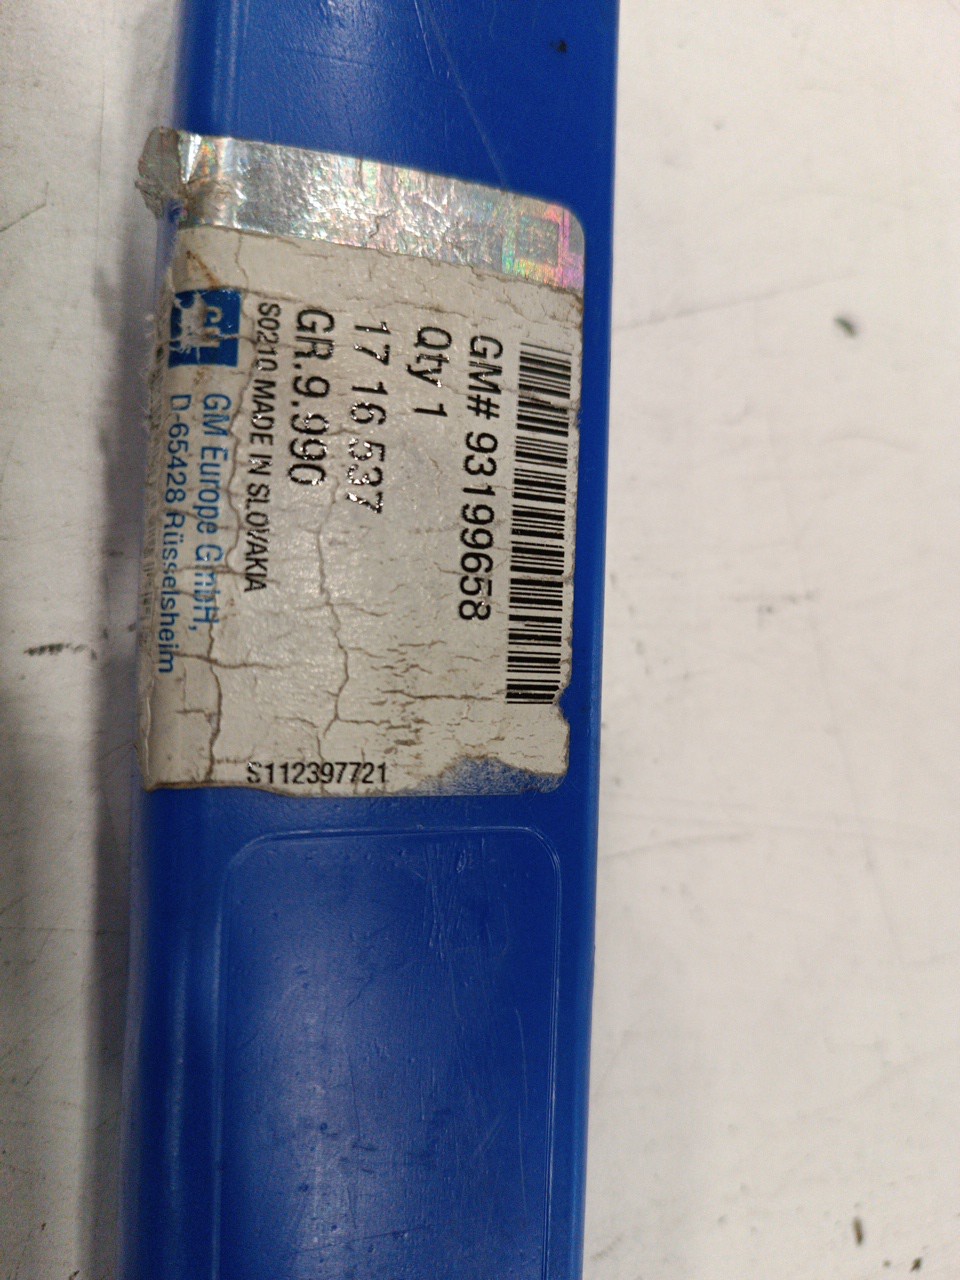 GM# 93199658
Qty 1
17 16 537
GR.9.990
S0210 MADE IN SLOVAKIA
GM
GM Europe GmbH,
D-65428 Rüsselsheim
S112397721